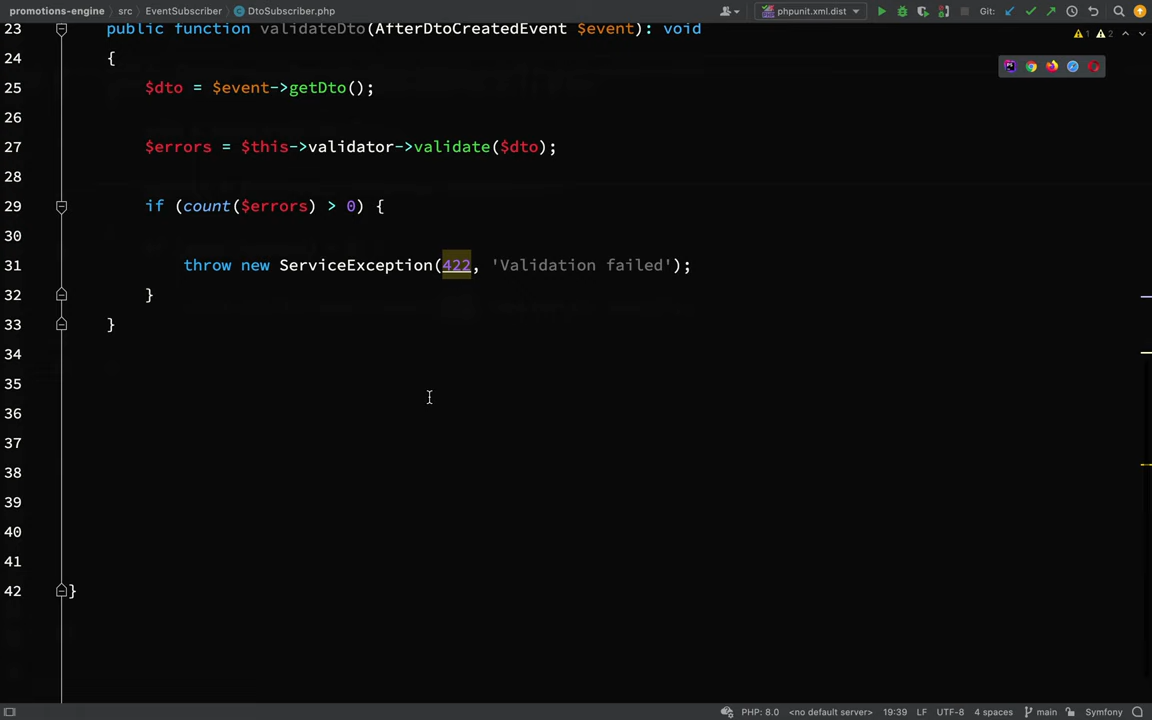 promotions-engine > src > EventSubscriber > DtoSubscriber.php
phpunit.xml.dist
Git:
23 public function validateDto(AfterDtoCreatedEvent $event): void
1 2
24 {
25 $dto = $event->getDto();
26
27 $errors = $this->validator->validate($dto);
28
29 if (count($errors) > 0) {
30
31 throw new ServiceException(422, 'Validation failed');
32 }
33 }
34
35
36
37
38
39
40
41
42 }
PHP: 8.0 <no default server> 19:39 LF UTF-8 4 spaces main Symfony